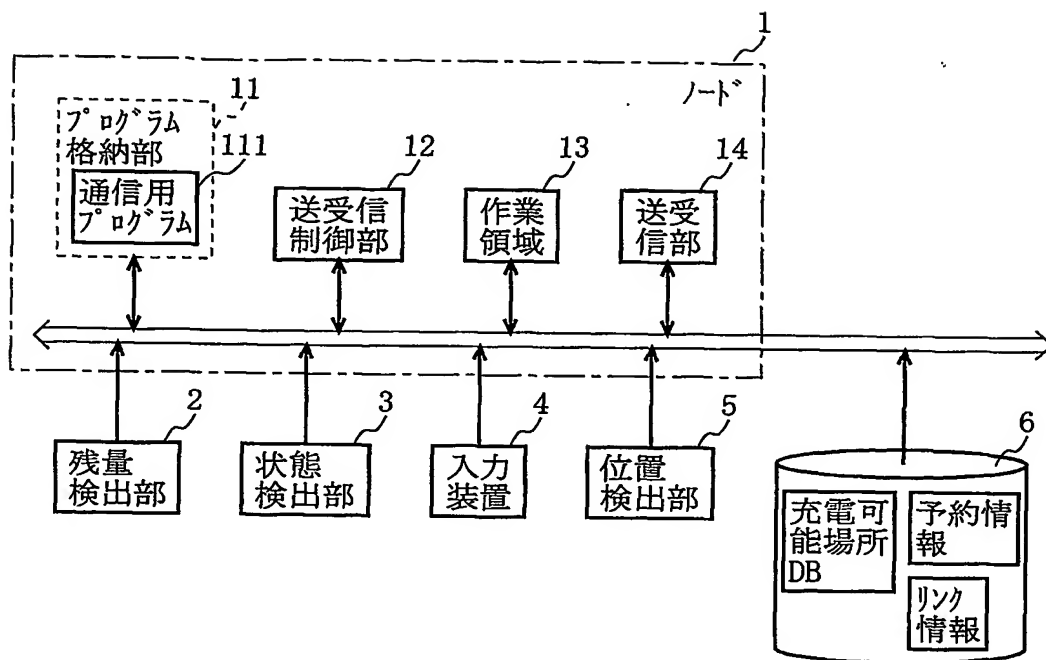 1
ノード
11
プログラム
格納部
111
通信用
プログラム
12
送受信
制御部
13
作業
領域
14
送受
信部
2
残量
検出部
3
状態
検出部
4
入力
装置
5
位置
検出部
6
充電可
能場所
DB
予約情
報
リンク
情報